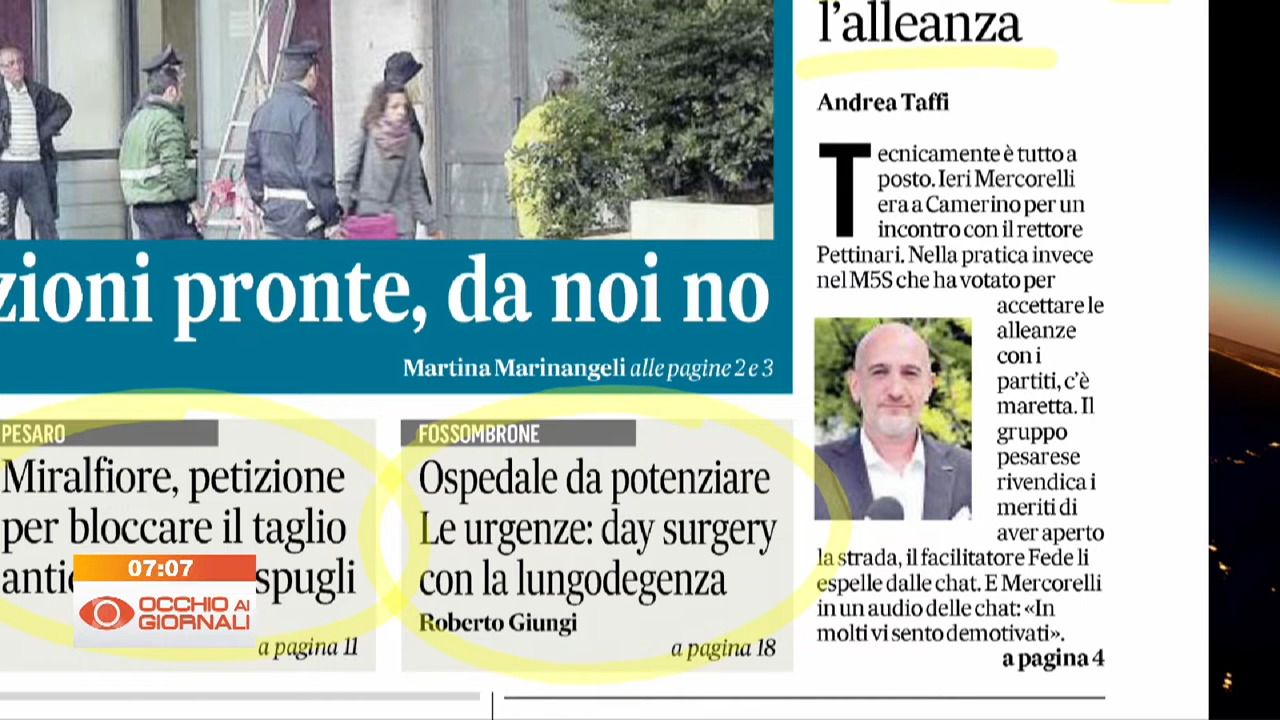 l'alleanza
Andrea Taffi
Tecnicamente è tutto a
posto. Ieri Mercorelli
era a Camerino per un
incontro con il rettore
Pettinari. Nella pratica invece
nel M5S che ha votato per
accettare le
alleanze
con i
partiti, c'è
maretta. Il
gruppo
pesarese
rivendica i
meriti di
aver aperto
la strada, il facilitatore Fede li
espelle dalle chat. E Mercorelli
in un audio delle chat: «In
molti vi sento demotivati».
a pagina 4
zioni pronte, da noi no
Martina Marinangeli alle pagine 2 e 3
PESARO
Miralfiore, petizione
per bloccare il taglio
spugli
a pagina 11
FOSSOMBRONE
Ospedale da potenziare
Le urgenze: day surgery
con la lungodegenza
Roberto Giungi
a pagina 18
07:07
OCCHIO AI
GIORNALI